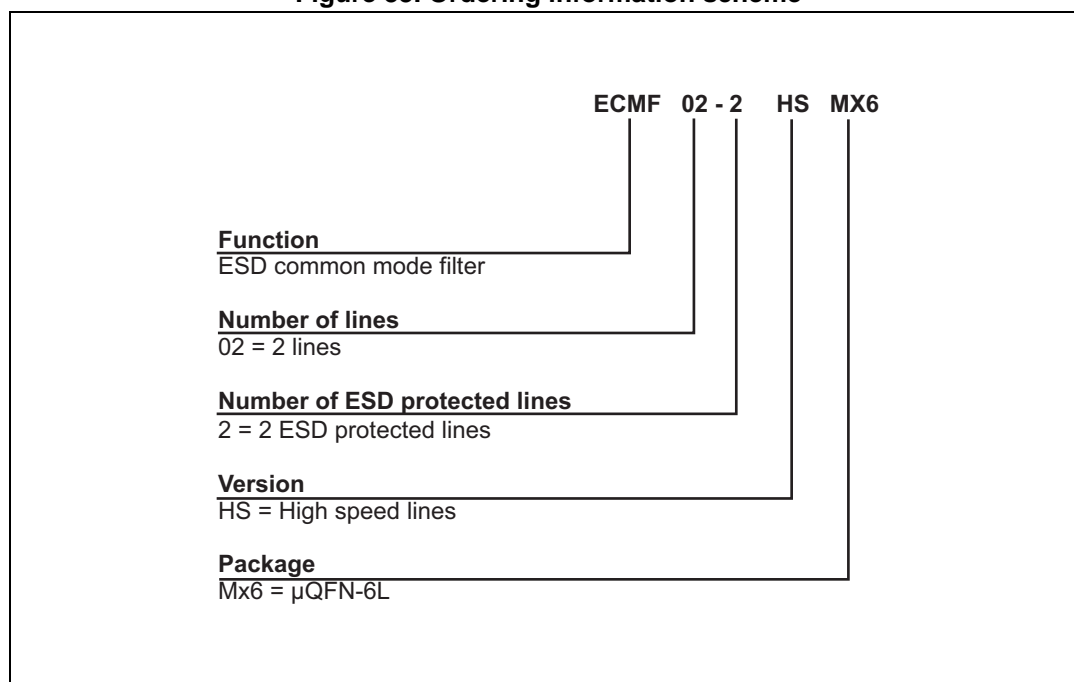 Figure Ordering information scheme
ECMF 02 - 2 HS MX6
Function
ESD common mode filter
Number of lines
02 = 2 lines
Number of ESD protected lines
2 = 2 ESD protected lines
Version
HS = High speed lines
Package
Mx6 = µQFN-6L